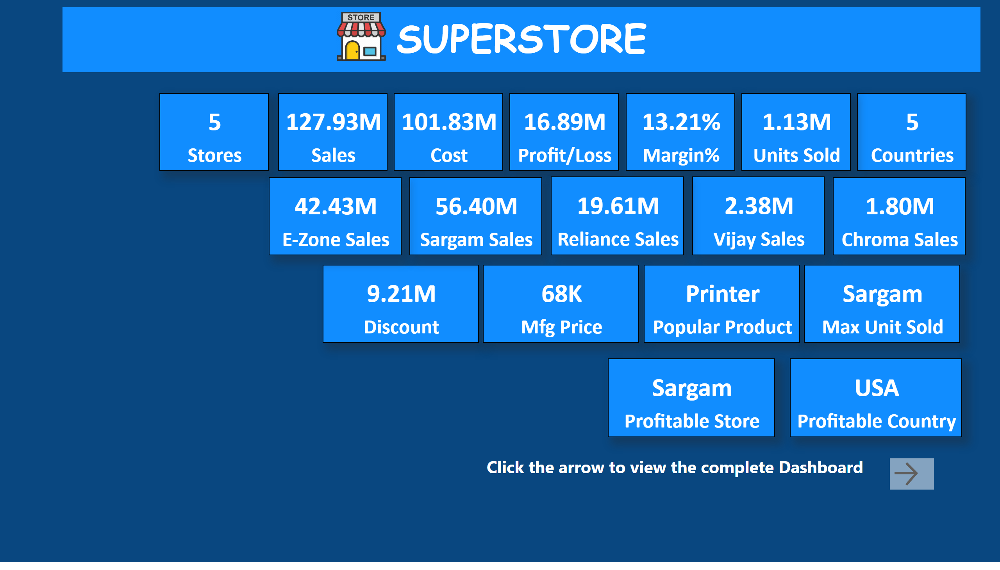 STORE
SUPERSTORE
5
Stores
127.93M
Sales
101.83M
Cost
16.89M
Profit/Loss
13.21%
Margin%
1.13M
Units Sold
5
Countries
42.43M
E-Zone Sales
56.40M
Sargam Sales
19.61M
Reliance Sales
2.38M
Vijay Sales
1.80M
Chroma Sales
9.21M
Discount
68K
Mfg Price
Printer
Popular Product
Sargam
Max Unit Sold
Sargam
Profitable Store
USA
Profitable Country
Click the arrow to view the complete Dashboard